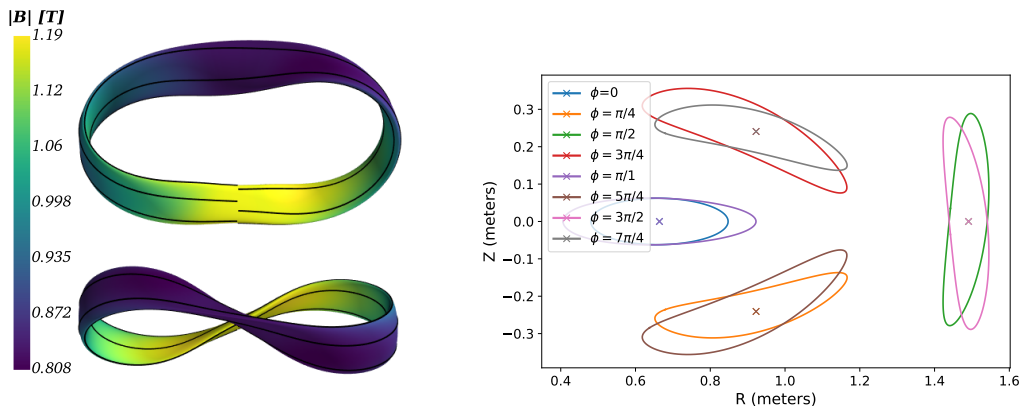 |B| [T]
1.19
1.12
1.06
0.998
0.935
0.872
0.808
ϕ=0
ϕ = π/4
ϕ = π/2
ϕ = 3π/4
ϕ = π/1
ϕ = 5π/4
ϕ = 3π/2
ϕ = 7π/4
Z (meters)
0.3
0.2
0.1
0.0
−0.1
−0.2
−0.3
0.4 0.6 0.8 1.0 1.2 1.4 1.6
R (meters)